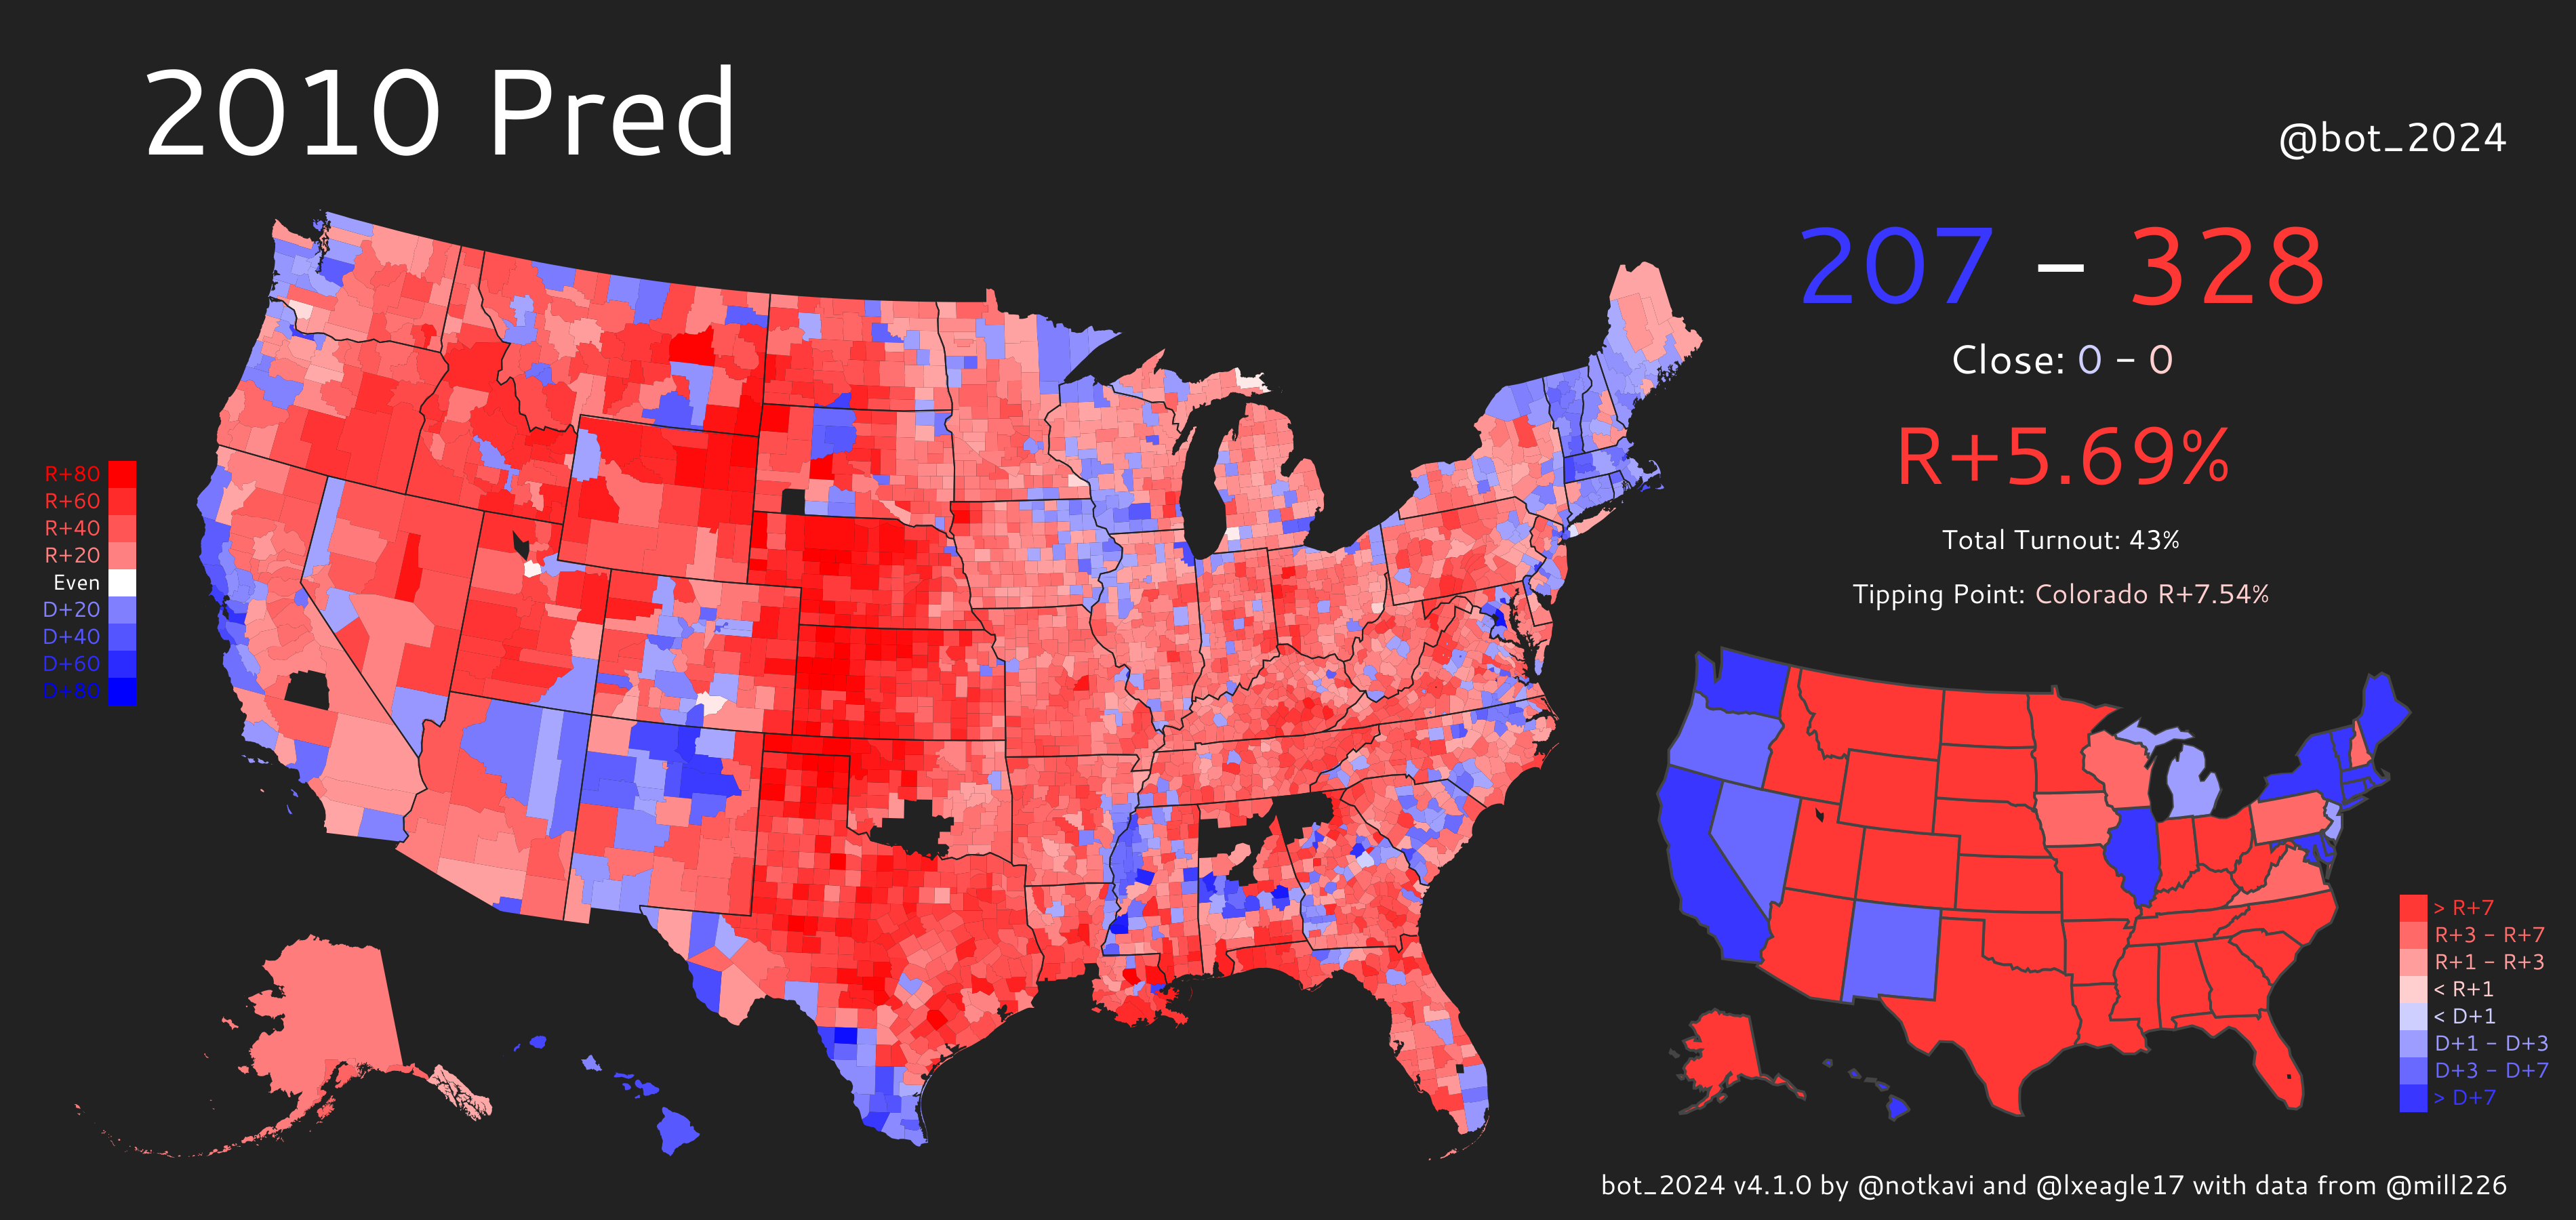 2010 Pred
@bot_2024
207 – 328
Close: 0 - 0
R+5.69%
Total Turnout: 43%
Tipping Point: Colorado R+7.54%
R+80
R+60
R+40
R+20
Even
D+20
D+40
D+60
D+80
> R+7
R+3 - R+7
R+1 - R+3
< R+1
< D+1
D+1 - D+3
D+3 - D+7
> D+7
bot_2024 v4.1.0 by @notkavi and @lxeagle17 with data from @mill226